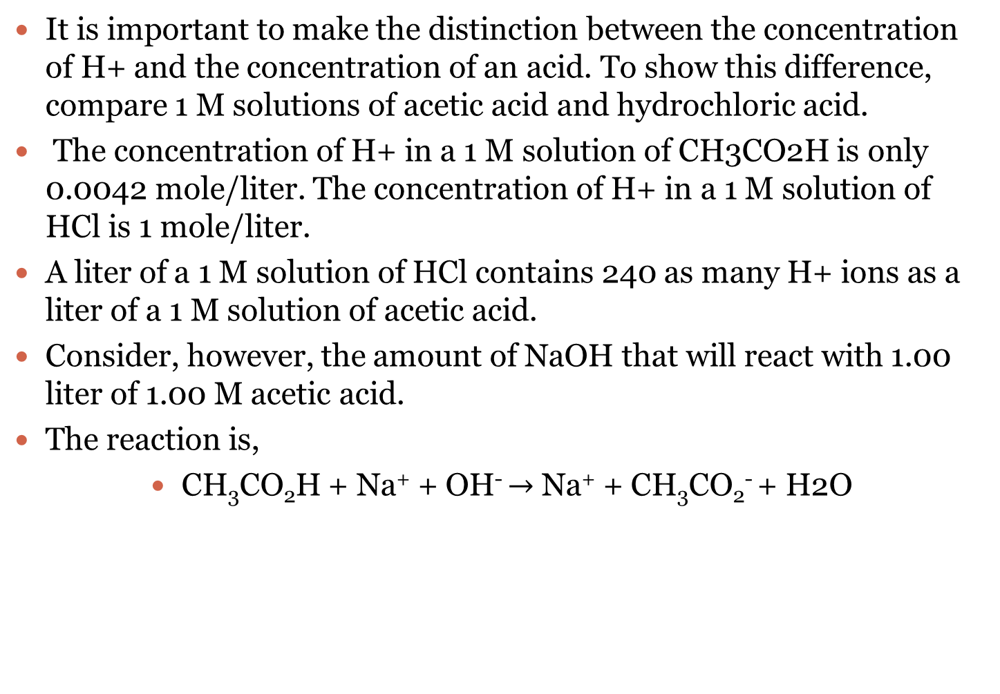 • It is important to make the distinction between the concentration
of H+ and the concentration of an acid. To show this difference,
compare 1 M solutions of acetic acid and hydrochloric acid.
• The concentration of H+ in a 1 M solution of CH3CO2H is only
0.0042 mole/liter. The concentration of H+ in a 1 M solution of
HCl is 1 mole/liter.
• A liter of a 1 M solution of HCl contains 240 as many H+ ions as a
liter of a 1 M solution of acetic acid.
• Consider, however, the amount of NaOH that will react with 1.00
liter of 1.00 M acetic acid.
• The reaction is,
• CH₃CO₂H + Na⁺ + OH⁻ → Na⁺ + CH₃CO₂⁻ + H2O